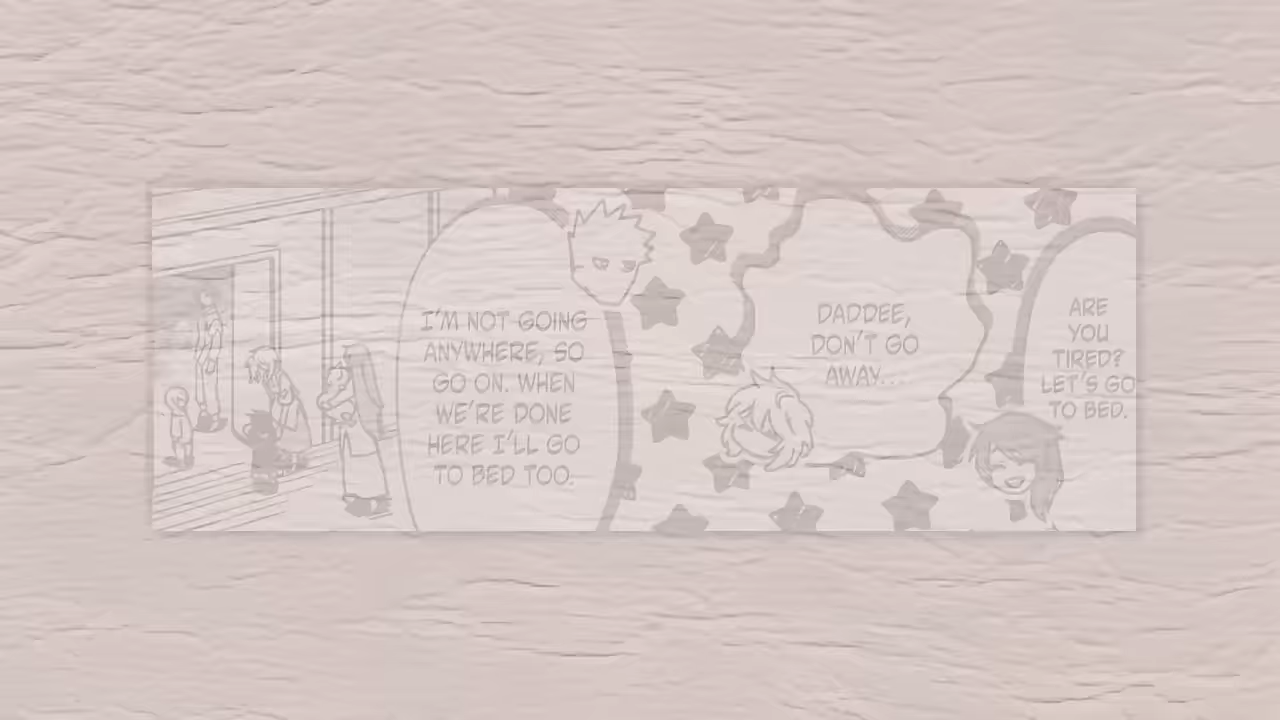 I'M NOT GOING
ANYWHERE, SO
GO ON. WHEN
WE'RE DONE
HERE I'LL GO
TO BED TOO.
DADDEE,
DON'T GO
AWAY...
ARE
YOU
TIRED?
LET'S GO
TO BED.